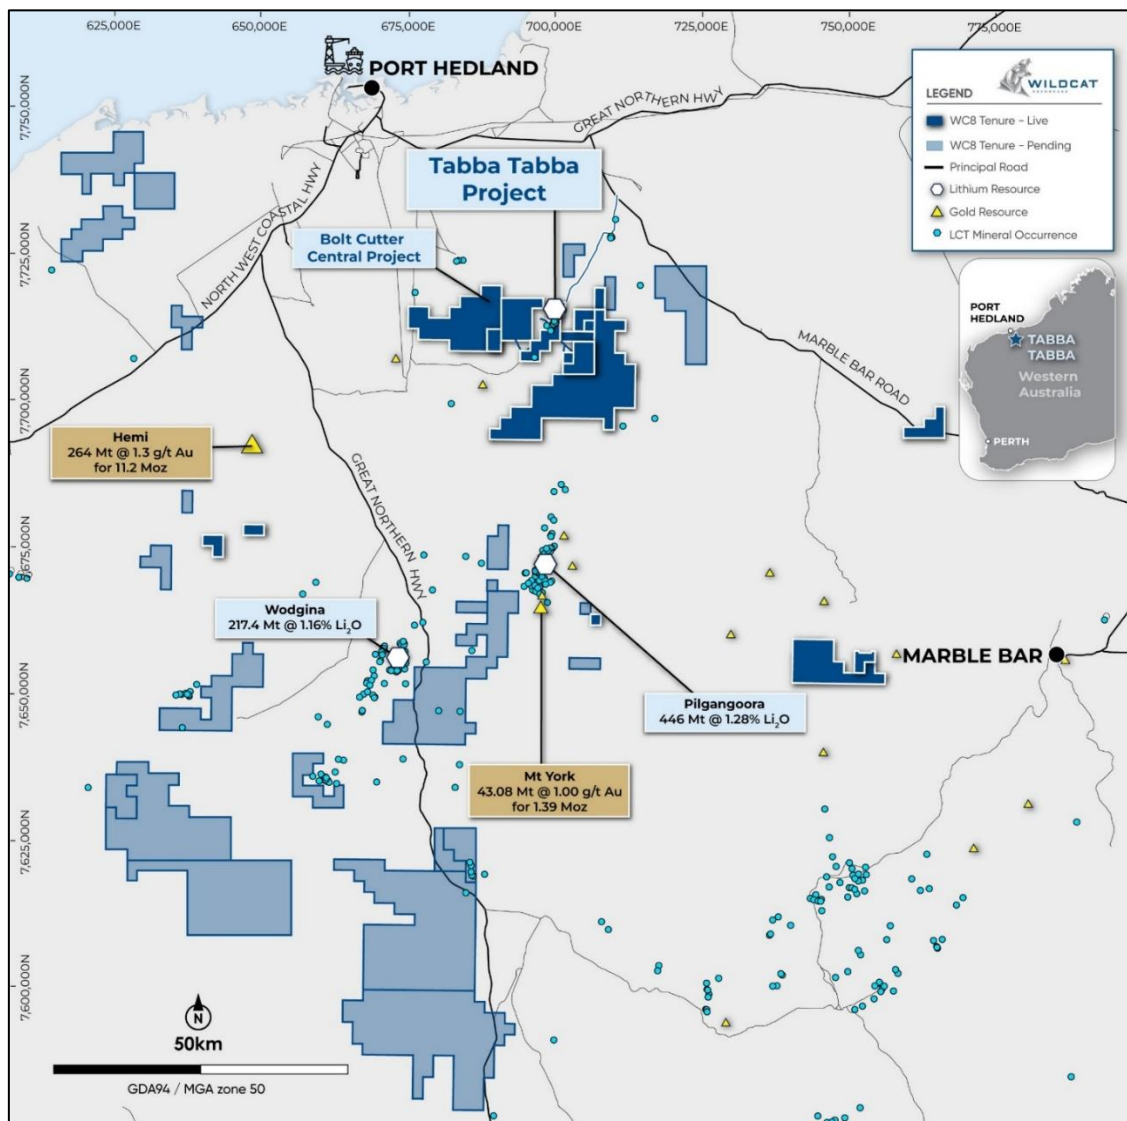 625,000E
650,000E
675,000E
700,000E
725,000E
750,000E
775,000E
7,750,000N
7,725,000N
7,700,000N
7,675,000N
7,650,000N
7,625,000N
7,600,000N
PORT HEDLAND
GREAT NORTHERN HWY
NORTH WEST COASTAL HWY
Tabba Tabba
Project
Bolt Cutter
Central Project
WILDCAT
LEGEND
WC8 Tenure - Live
WC8 Tenure - Pending
Principal Road
Lithium Resource
Gold Resource
LCT Mineral Occurrence
PORT
HEDLAND
TABBA
TABBA
Western
Australia
PERTH
MARBLE BAR ROAD
Hemi
264 Mt @ 1.3 g/t Au
for 11.2 Moz
GREAT NORTHERN HWY
Wodgina
217.4 Mt @ 1.16% Li₂O
MARBLE BAR
Pilgangoora
446 Mt @ 1.28% Li₂O
Mt York
43.08 Mt @ 1.00 g/t Au
for 1.39 Moz
N
50km
GDA94 / MGA zone 50